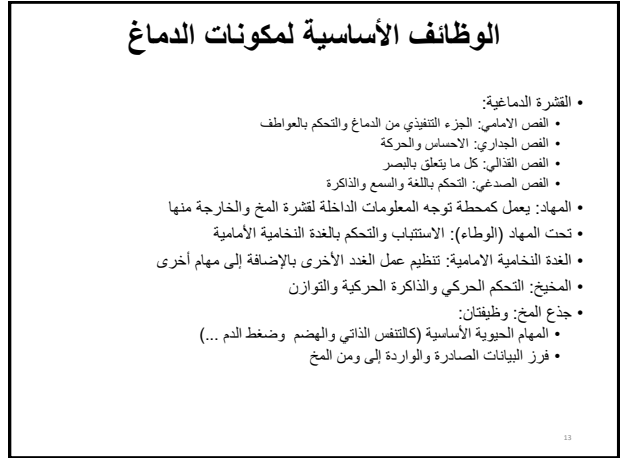 الوظائف الأساسية لمكونات الدماغ
• القشرة الدماغية:
• الفص الامامي: الجزء التنفيذي من الدماغ والتحكم بالعواطف
• الفص الجداري: الاحساس والحركة
• الفص القذالي: كل ما يتعلق بالبصر
• الفص الصدغي: التحكم باللغة والسمع والذاكرة
• المهاد: يعمل كمحطة توجه المعلومات الداخلة لقشرة المخ والخارجة منها
• تحت المهاد (الوطاء): الاستتباب والتحكم بالغدة النخامية الأمامية
• الغدة النخامية الامامية: تنظيم عمل الغدد الأخرى بالإضافة إلى مهام أخرى
• المخيخ: التحكم الحركي والذاكرة الحركية والتوازن
• جذع المخ: وظيفتان:
• المهام الحيوية الأساسية (كالتنفس الذاتي والهضم وضغط الدم ...)
• فرز البيانات الصادرة والواردة إلى ومن المخ
13